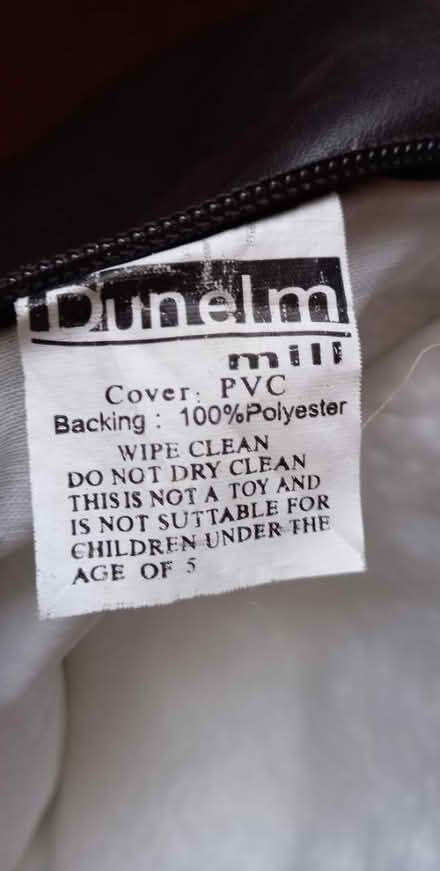 Dunelm
mill
Cover: PVC
Backing : 100%Polyester
WIPE CLEAN
DO NOT DRY CLEAN
THIS IS NOT A TOY AND
IS NOT SUTTABLE FOR
CHILDREN UNDER THE
AGE OF 5